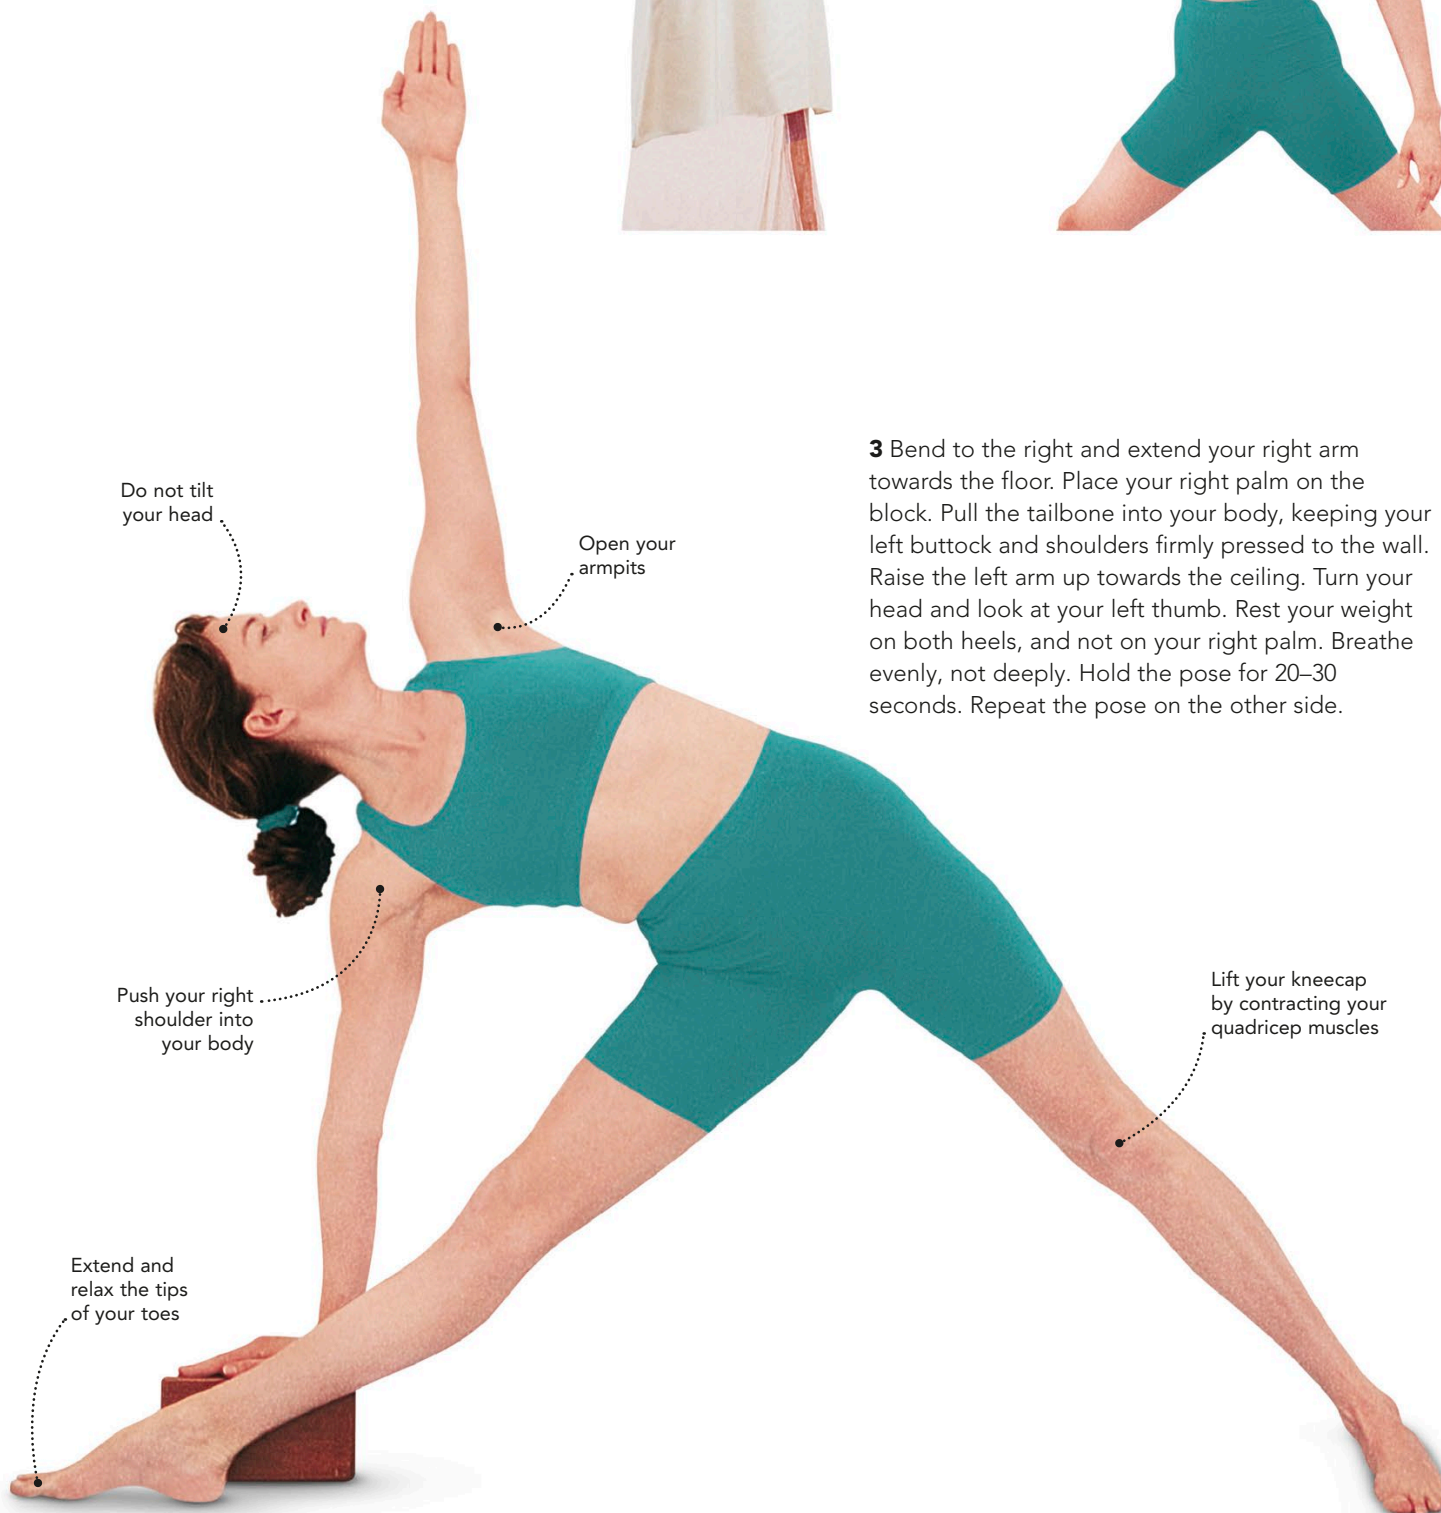 Do not tilt
your head
Open your
armpits
3 Bend to the right and extend your right arm
towards the floor. Place your right palm on the
block. Pull the tailbone into your body, keeping your
left buttock and shoulders firmly pressed to the wall.
Raise the left arm up towards the ceiling. Turn your
head and look at your left thumb. Rest your weight
on both heels, and not on your right palm. Breathe
evenly, not deeply. Hold the pose for 20–30
seconds. Repeat the pose on the other side.
Push your right
shoulder into
your body
Lift your kneecap
by contracting your
quadricep muscles
Extend and
relax the tips
of your toes